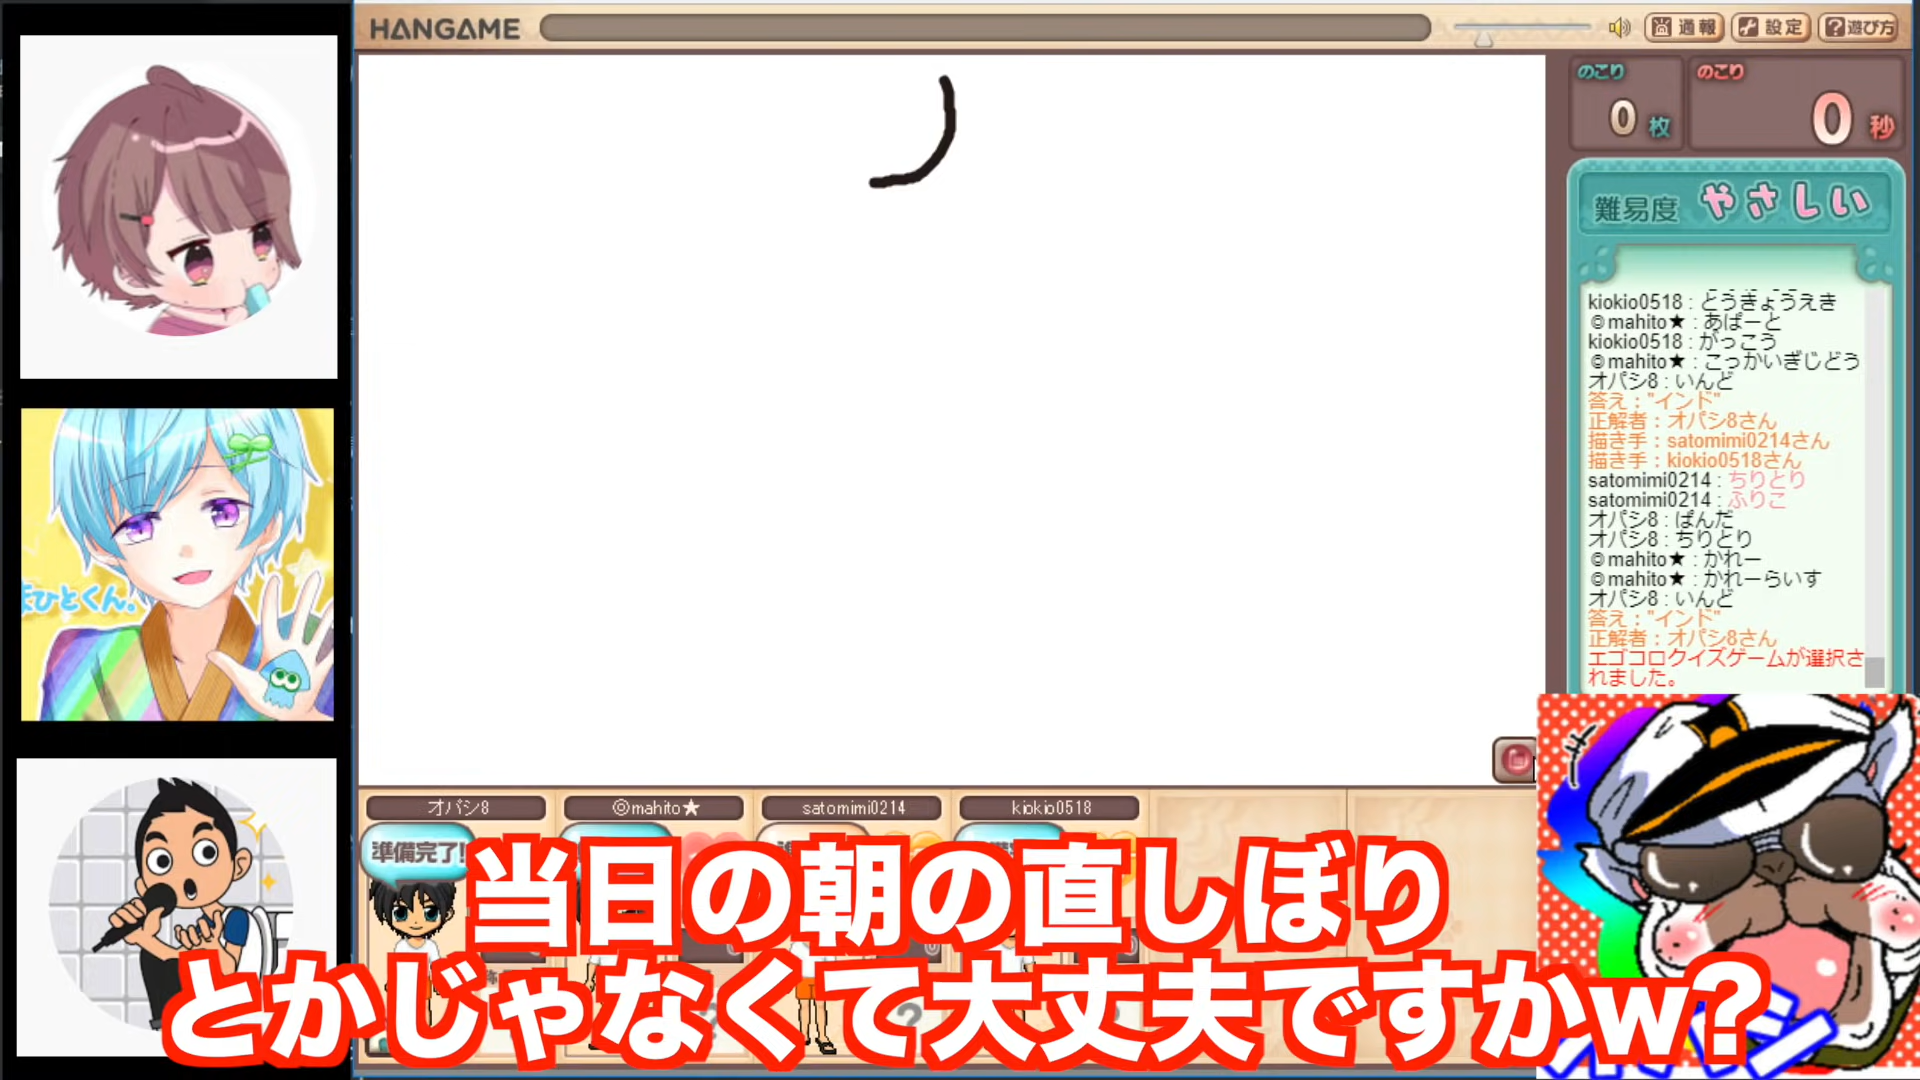 HANGAME
通報
設定
?遊び方
のこり
0枚
のこり
0秒
難易度 やさしい
kiokio0518 : とうきょうえき
◎mahito★ : あぱーと
kiokio0518 : がっこう
◎mahito★ : こっかいぎじどう
オパシ8 : いんど
答え："インド"
正解者：オパシ8さん
描き手：satomimi0214さん
描き手：kiokio0518さん
satomimi0214 : ちりとり
satomimi0214 : ふりこ
オパシ8 : ぱんだ
オパシ8 : ちりとり
◎mahito★ : かれー
◎mahito★ : かれーらいす
オパシ8 : いんど
答え："インド"
正解者：オパシ8さん
エゴコロクイズゲームが選択さ
れました。
ひとくん。
オパシ8
◎mahito★
satomimi0214
kiokio0518
準備完了!
当日の朝の直しぼり
とかじゃなくて大丈夫ですかw?